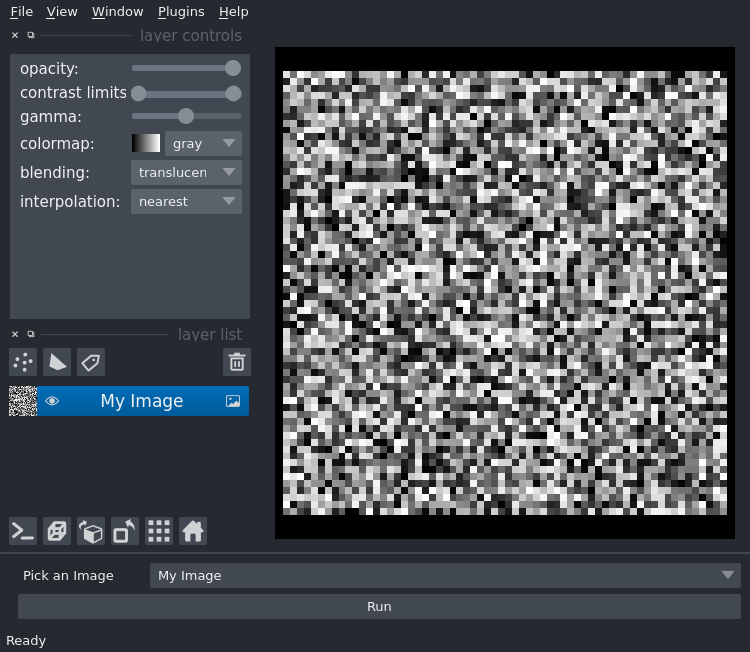 File View Window Plugins Help
layer controls
opacity:
contrast limits
gamma:
colormap: gray
blending: translucen
interpolation: nearest
layer list
My Image
Pick an Image My Image
Run
Ready